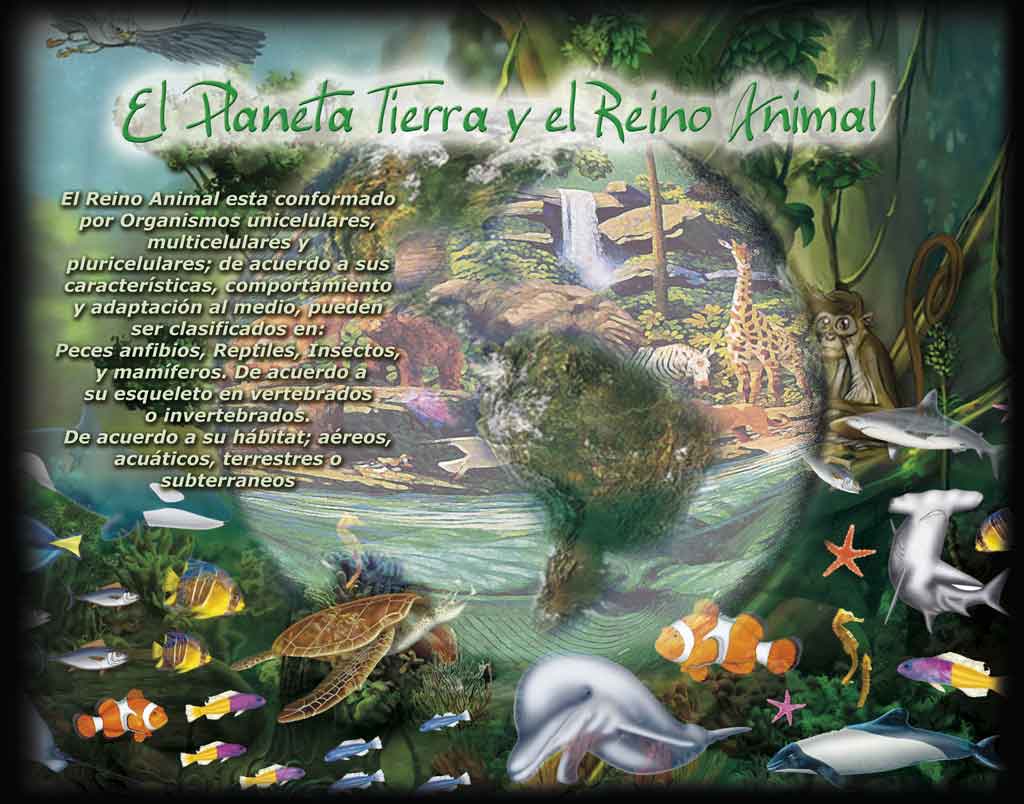 El Planeta Tierra y el Reino Animal
El Reino Animal esta conformado
por Organismos unicelulares,
multicelulares y
pluricelulares; de acuerdo a sus
características, comportamiento
y adaptación al medio, pueden
ser clasificados en:
Peces anfibios, Reptiles, Insectos,
y mamíferos. De acuerdo a
su esqueleto en vertebrados
o invertebrados.
De acuerdo a su hábitat; aéreos,
acuáticos, terrestres o
subterraneos